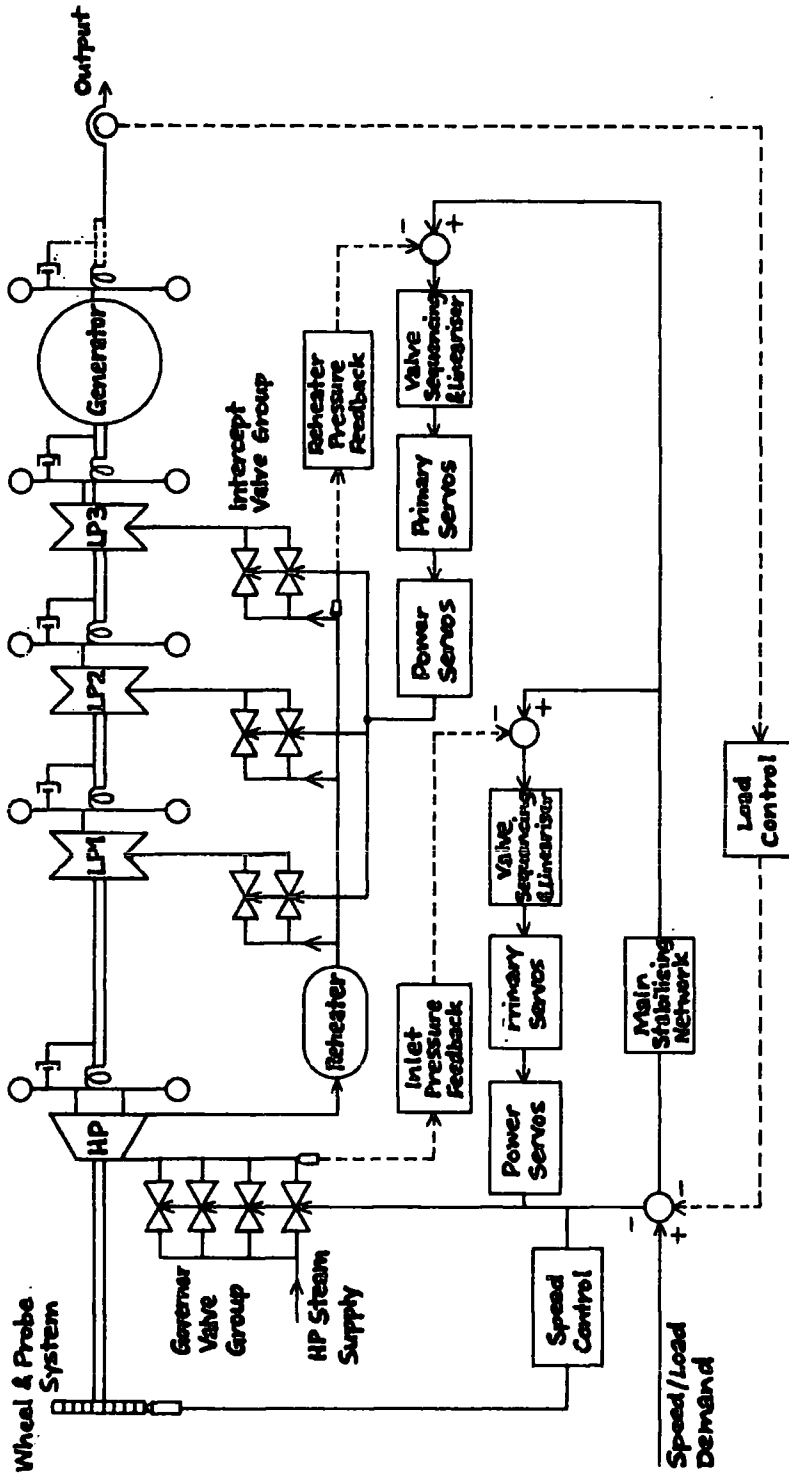 Wheel & Probe
System
HP
LP1
LP2
LP3
Generator
Output
Governor
Valve
Group
HP Steam
Supply
Reheater
Intercept
Valve Group
Reheater
Pressure
Feedback
-
+
Valve
Sequencing
& Lineariser
Primary
Servos
Power
Servos
Inlet
Pressure
Feedback
-
+
Valve
Sequencing
& Lineariser
Primary
Servos
Power
Servos
Speed
Control
Main
Stabilising
Network
Load
Control
-
-
+
Speed/Load
Demand